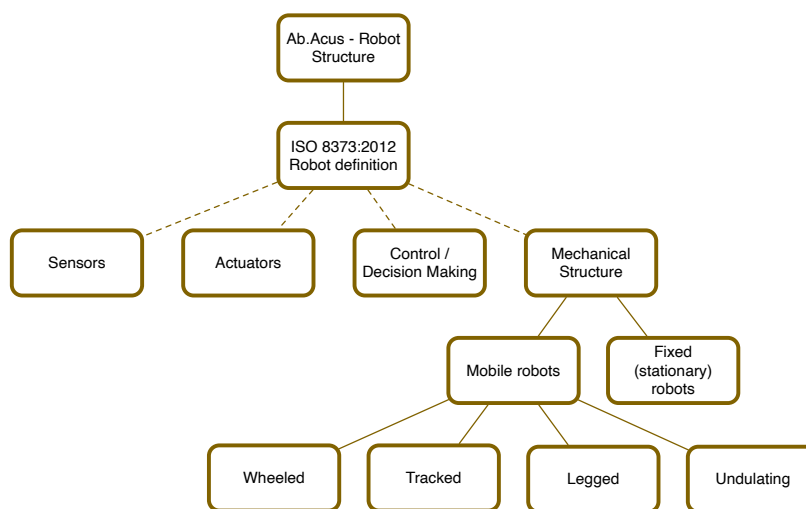 Ab.Acus - Robot
Structure
ISO 8373:2012
Robot definition
Sensors
Actuators
Control /
Decision Making
Mechanical
Structure
Mobile robots
Fixed
(stationary)
robots
Wheeled
Tracked
Legged
Undulating